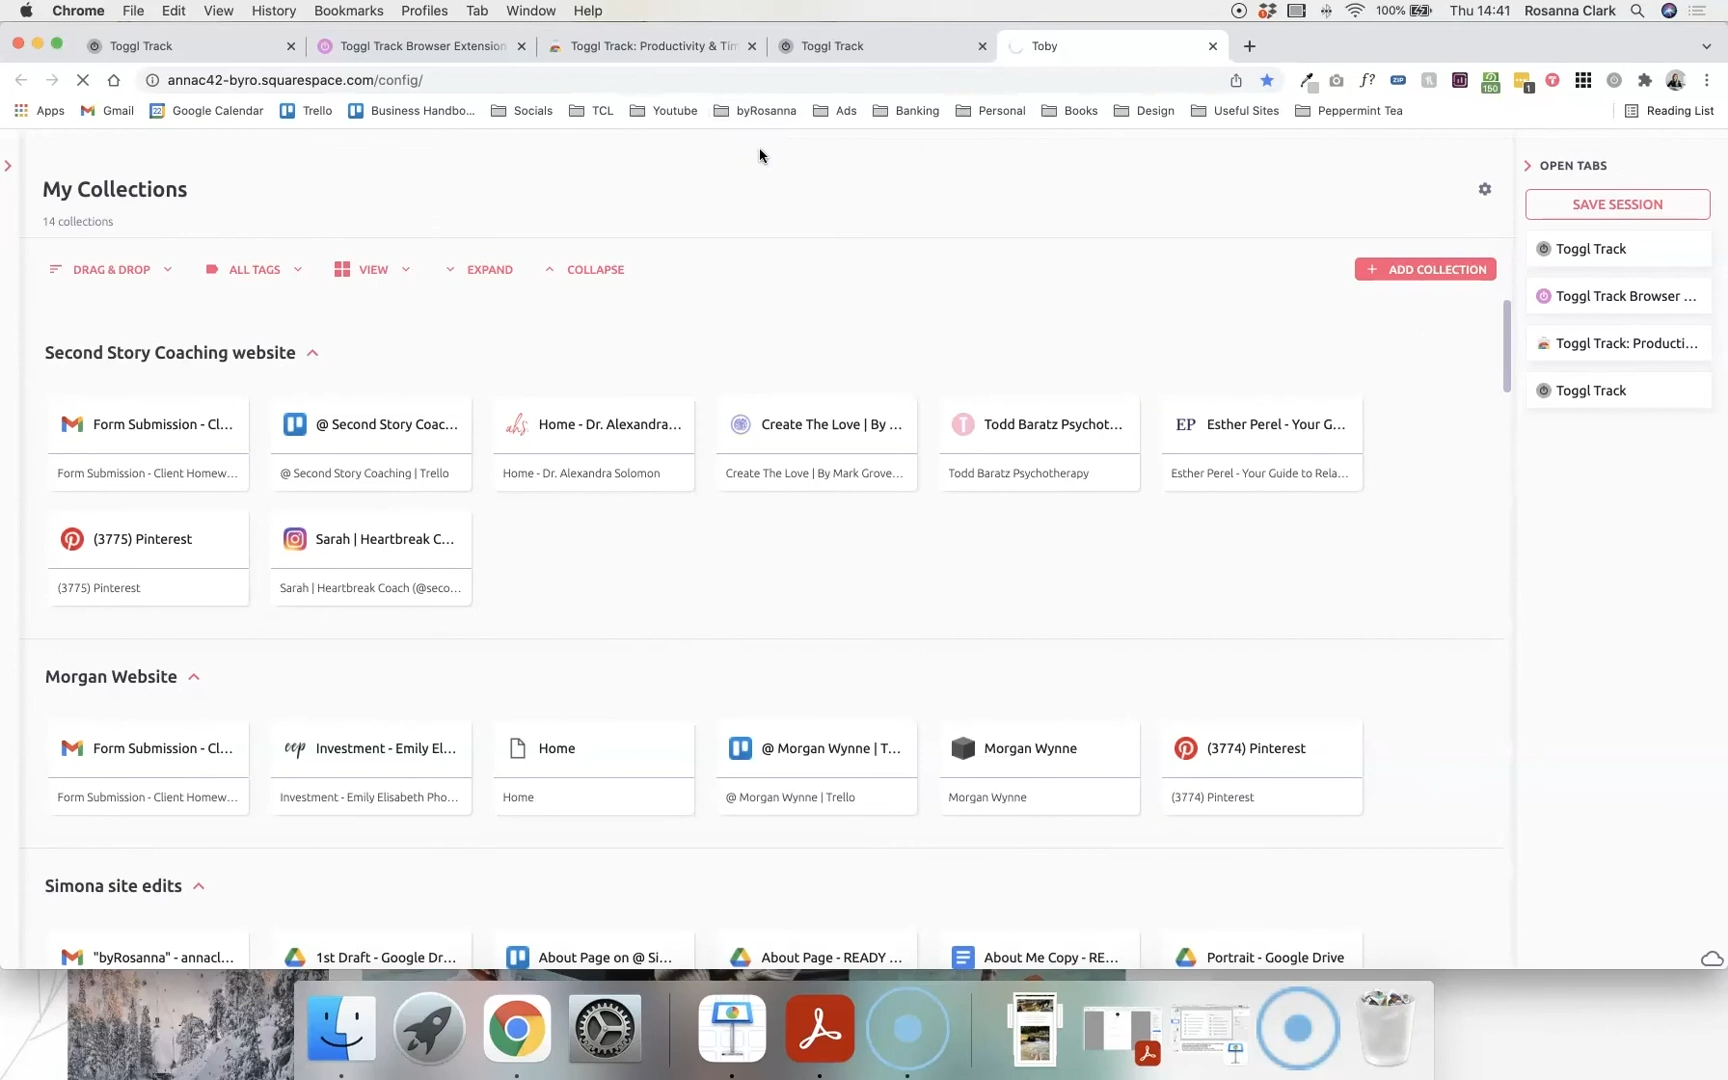 Chrome File Edit View History Bookmarks Profiles Tab Window Help 100% Thu 14:41 Rosanna Clark
Toggl Track Toggl Track Browser Extension Toggl Track: Productivity & Tim Toggl Track Toby
annac42-byro.squarespace.com/config/
Apps Gmail Google Calendar Trello Business Handbo... Socials TCL Youtube byRosanna Ads Banking Personal Books Design Useful Sites Peppermint Tea Reading List
My Collections
14 collections
DRAG & DROP ALL TAGS VIEW EXPAND COLLAPSE + ADD COLLECTION
OPEN TABS
SAVE SESSION
Toggl Track
Toggl Track Browser ...
Toggl Track: Producti...
Toggl Track
Second Story Coaching website
Form Submission - Cl... @ Second Story Coac... Home - Dr. Alexandra... Create The Love | By ... Todd Baratz Psychot... EP Esther Perel - Your G...
Form Submission - Client Homew... @ Second Story Coaching | Trello Home - Dr. Alexandra Solomon Create The Love | By Mark Grove... Todd Baratz Psychotherapy Esther Perel - Your Guide to Rela...
(3775) Pinterest Sarah | Heartbreak C...
(3775) Pinterest Sarah | Heartbreak Coach (@seco...
Morgan Website
Form Submission - Cl... Investment - Emily El... Home @ Morgan Wynne | T... Morgan Wynne (3774) Pinterest
Form Submission - Client Homew... Investment - Emily Elisabeth Pho... Home @ Morgan Wynne | Trello Morgan Wynne (3774) Pinterest
Simona site edits
"byRosanna" - annacl... 1st Draft - Google Dr... About Page on @ Si... About Page - READY ... About Me Copy - RE... Portrait - Google Drive